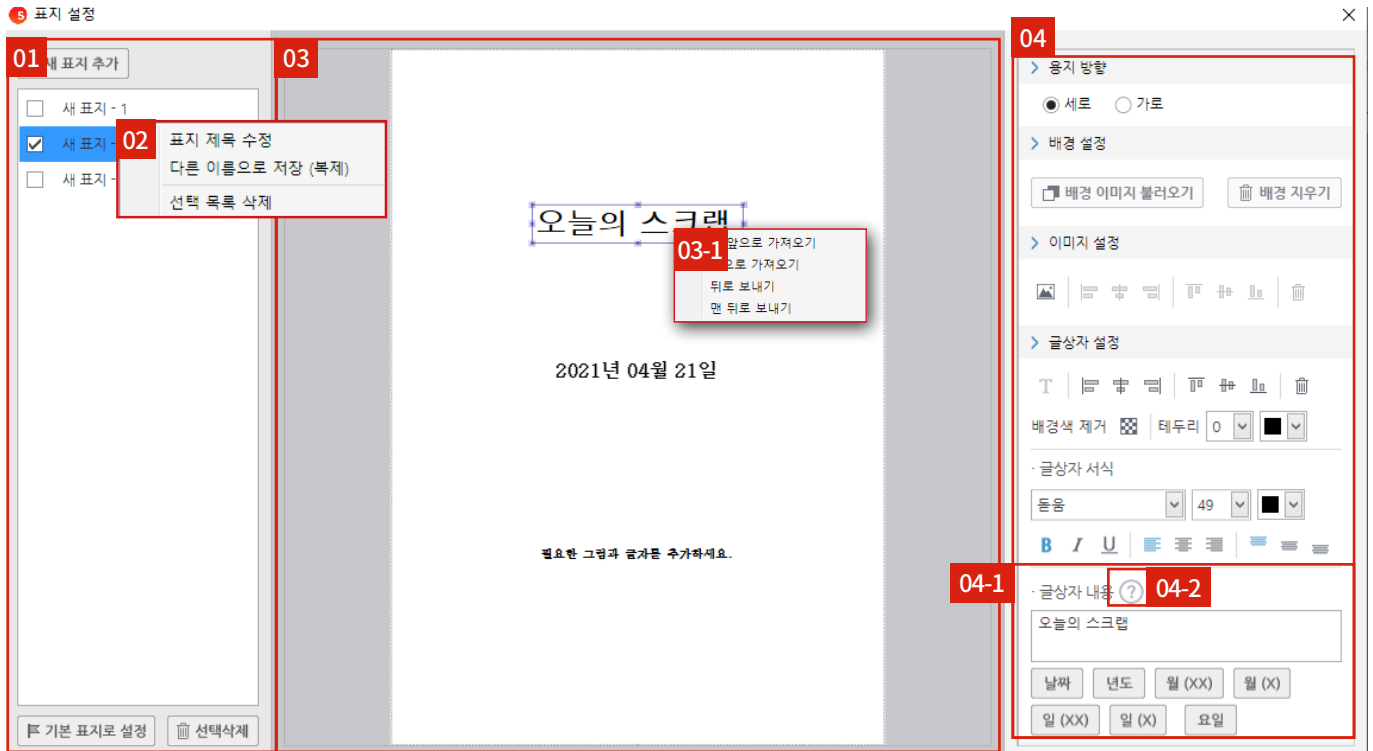 표지 설정
01
새 표지 추가
새 표지 - 1
새 표지 -
새 표지 -
02
표지 제목 수정
다른 이름으로 저장 (복제)
선택 목록 삭제
기본 표지로 설정
선택삭제
03
오늘의 스크랩
03-1
앞으로 가져오기
으로 가져오기
뒤로 보내기
맨 뒤로 보내기
2021년 04월 21일
필요한 그림과 글자를 추가하세요.
04
용지 방향
세로 가로
배경 설정
배경 이미지 불러오기 배경 지우기
이미지 설정
글상자 설정
T
배경색 제거 테두리 0
· 글상자 서식
돋움 49
B I U
04-1
· 글상자 내용 ? 04-2
오늘의 스크랩
날짜 년도 월 (XX) 월 (X)
일 (XX) 일 (X) 요일